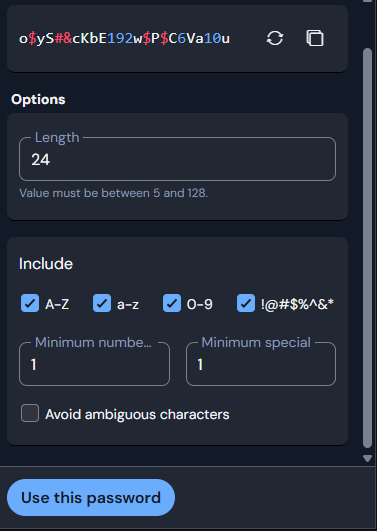 o$yS#&cKbE192w$P$C6Va10u
Options
Length
24
Value must be between 5 and 128.
Include
A-Z a-z 0-9 !@#$%^&*
Minimum numbe... Minimum special
1 1
Avoid ambiguous characters
Use this password